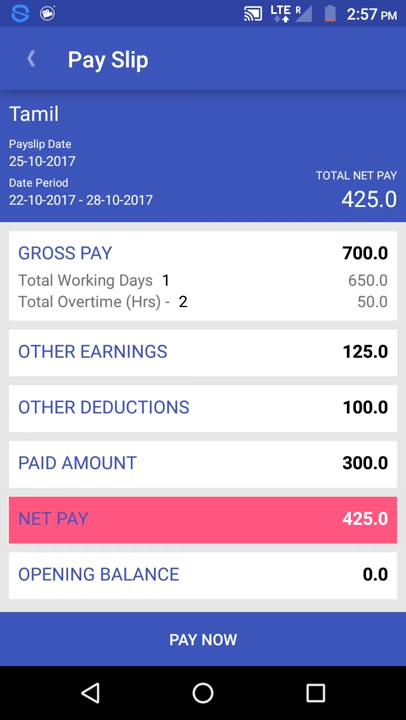 LTE R 2:57 PM
Pay Slip
Tamil
Payslip Date
25-10-2017
Date Period
22-10-2017 - 28-10-2017
TOTAL NET PAY
425.0
GROSS PAY 700.0
Total Working Days 1 650.0
Total Overtime (Hrs) - 2 50.0
OTHER EARNINGS 125.0
OTHER DEDUCTIONS 100.0
PAID AMOUNT 300.0
NET PAY 425.0
OPENING BALANCE 0.0
PAY NOW